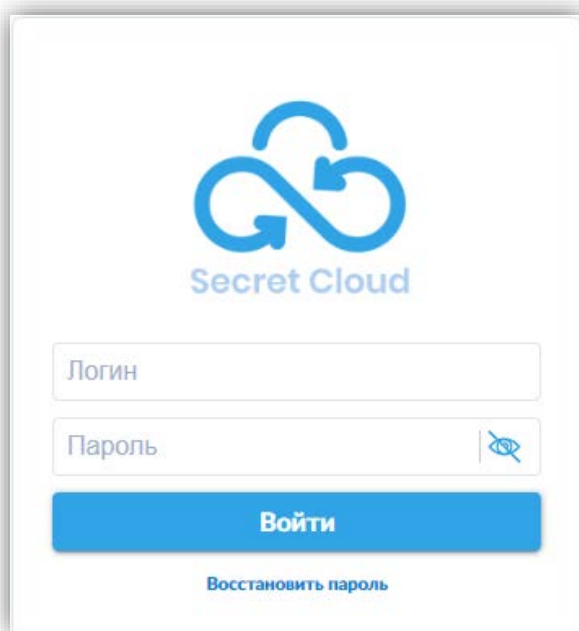 Secret Cloud
Логин
Пароль
Войти
Восстановить пароль